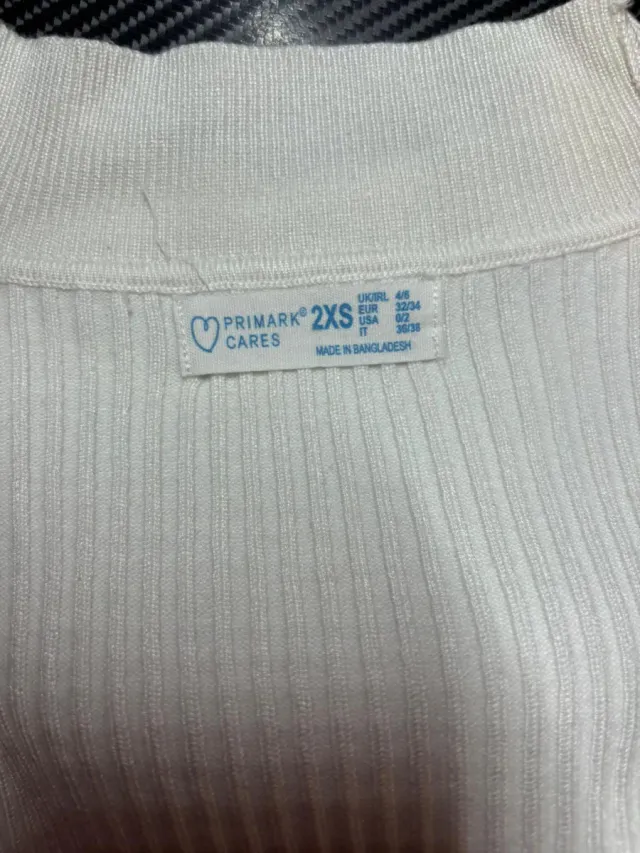 PRIMARK®
CARES
2XS
UK/IRL 4/6
EUR 32/34
USA 0/2
IT 36/38
MADE IN BANGLADESH